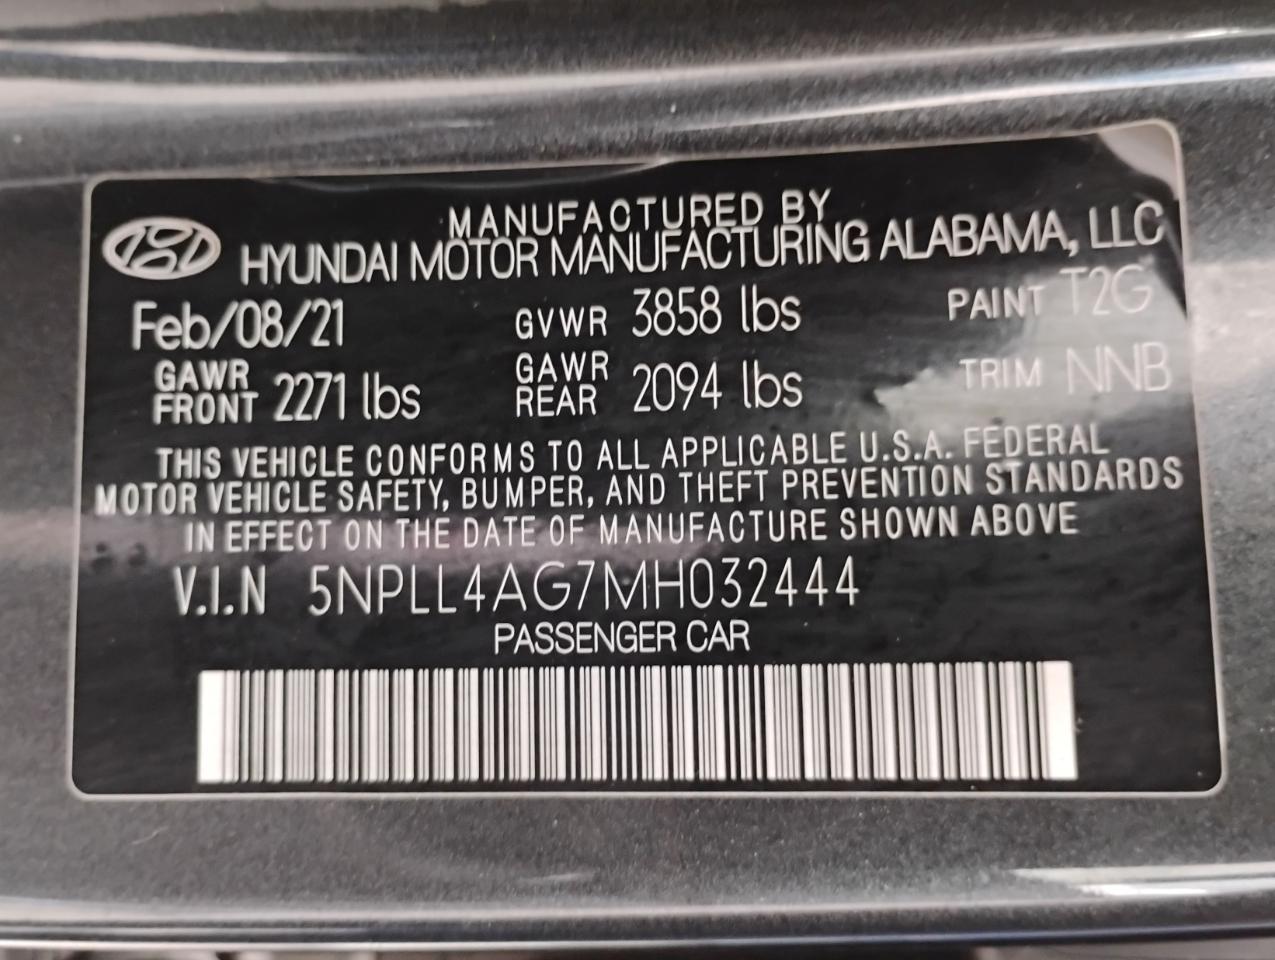 MANUFACTURED BY
HYUNDAI MOTOR MANUFACTURING ALABAMA, LLC
Feb/08/21 GVWR 3858 lbs PAINT T2G
GAWR FRONT 2271 lbs GAWR REAR 2094 lbs TRIM NNB
THIS VEHICLE CONFORMS TO ALL APPLICABLE U.S.A. FEDERAL
MOTOR VEHICLE SAFETY, BUMPER, AND THEFT PREVENTION STANDARDS
IN EFFECT ON THE DATE OF MANUFACTURE SHOWN ABOVE
V.I.N 5NPLL4AG7MH032444
PASSENGER CAR